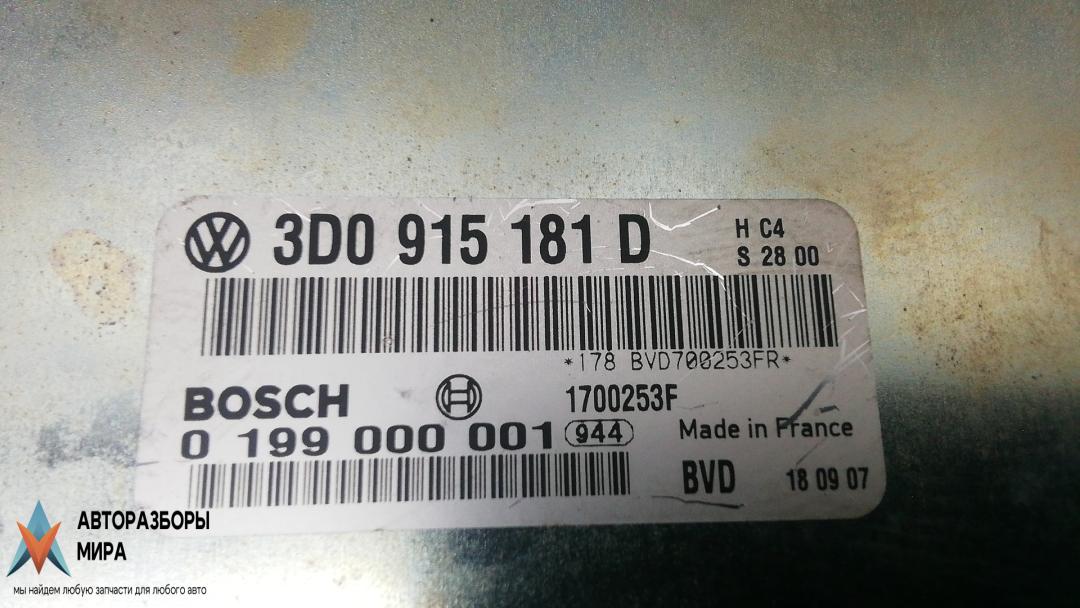 3D0 915 181 D
H C4
S 28 00
*178 BVD700253FR*
BOSCH
1700253F
0 199 000 001 944
Made in France
BVD 18 09 07
АВТОРАЗБОРЫ
МИРА
мы найдем любую запчасти для любого авто